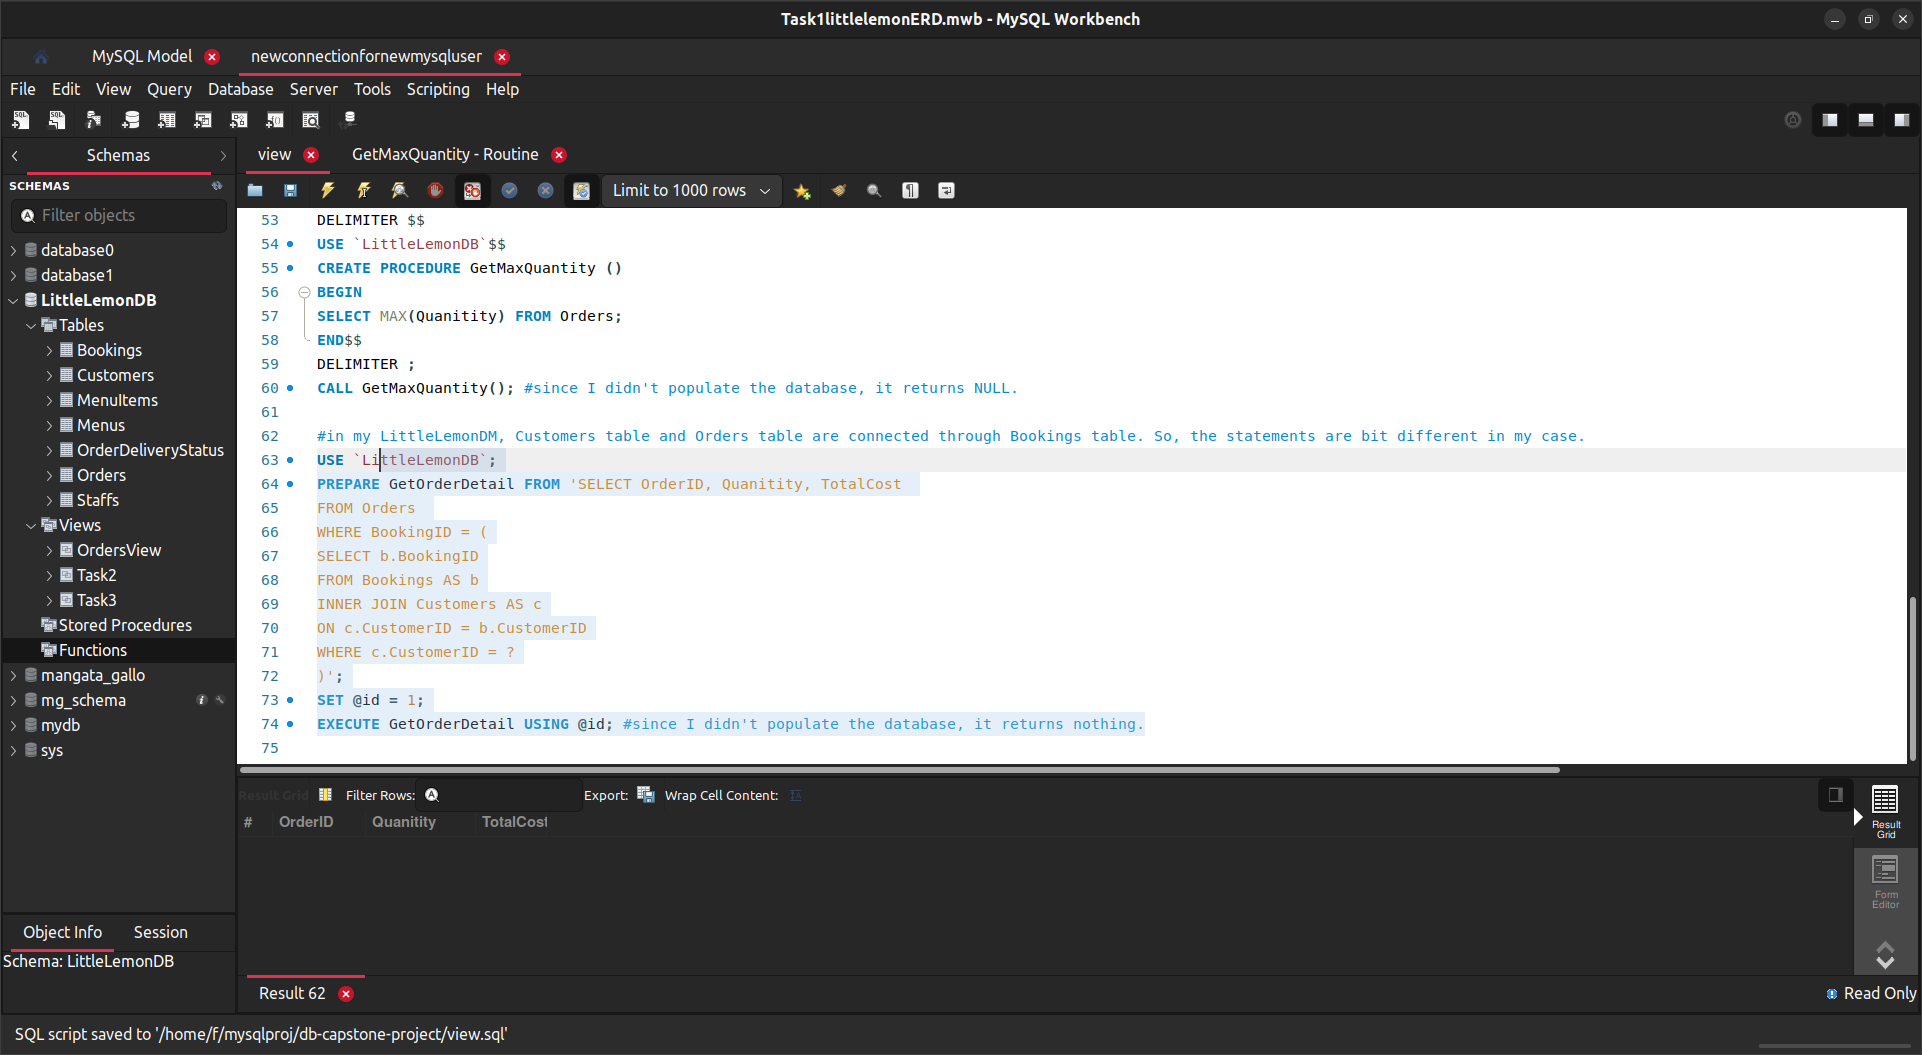 Task1littlelemonERD.mwb - MySQL Workbench
MySQL Model newconnectionfornewmysqluser
File Edit View Query Database Server Tools Scripting Help
Schemas
view GetMaxQuantity - Routine
SCHEMAS
Limit to 1000 rows
Filter objects
database0
database1
LittleLemonDB
Tables
Bookings
Customers
MenuItems
Menus
OrderDeliveryStatus
Orders
Staffs
Views
OrdersView
Task2
Task3
Stored Procedures
Functions
mangata_gallo
mg_schema
mydb
sys
53 DELIMITER $$
54 USE `LittleLemonDB`$$
55 CREATE PROCEDURE GetMaxQuantity ()
56 BEGIN
57 SELECT MAX(Quanitity) FROM Orders;
58 END$$
59 DELIMITER ;
60 CALL GetMaxQuantity(); #since I didn't populate the database, it returns NULL.
61
62 #in my LittleLemonDM, Customers table and Orders table are connected through Bookings table. So, the statements are bit different in my case.
63 USE `LittleLemonDB`;
64 PREPARE GetOrderDetail FROM 'SELECT OrderID, Quanitity, TotalCost
65 FROM Orders
66 WHERE BookingID = (
67 SELECT b.BookingID
68 FROM Bookings AS b
69 INNER JOIN Customers AS c
70 ON c.CustomerID = b.CustomerID
71 WHERE c.CustomerID = ?
72 )';
73 SET @id = 1;
74 EXECUTE GetOrderDetail USING @id; #since I didn't populate the database, it returns nothing.
75
Result Grid Filter Rows: Export: Wrap Cell Content:
# OrderID Quanitity TotalCost
Result Grid
Form Editor
Object Info Session
Schema: LittleLemonDB
Result 62
Read Only
SQL script saved to '/home/f/mysqlproj/db-capstone-project/view.sql'